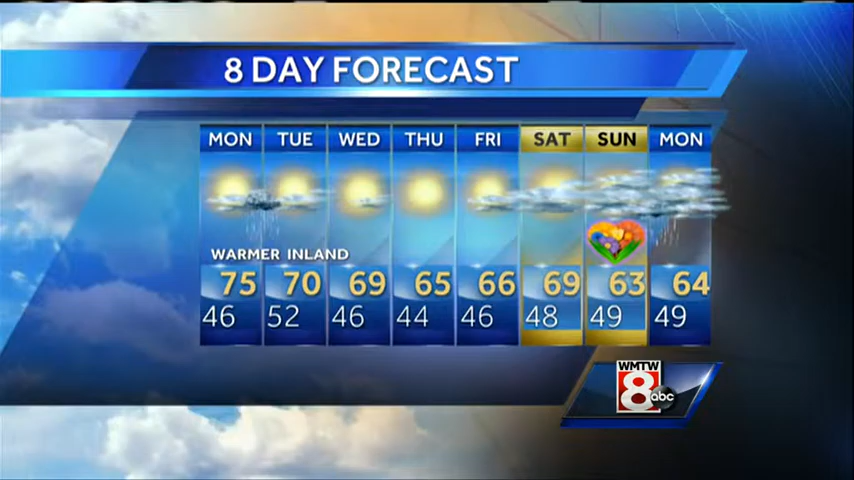 8 DAY FORECAST
MON TUE WED THU FRI SAT SUN MON
WARMER INLAND
75 70 69 65 66 69 63 64
46 52 46 44 46 48 49 49
WMTW
8
abc